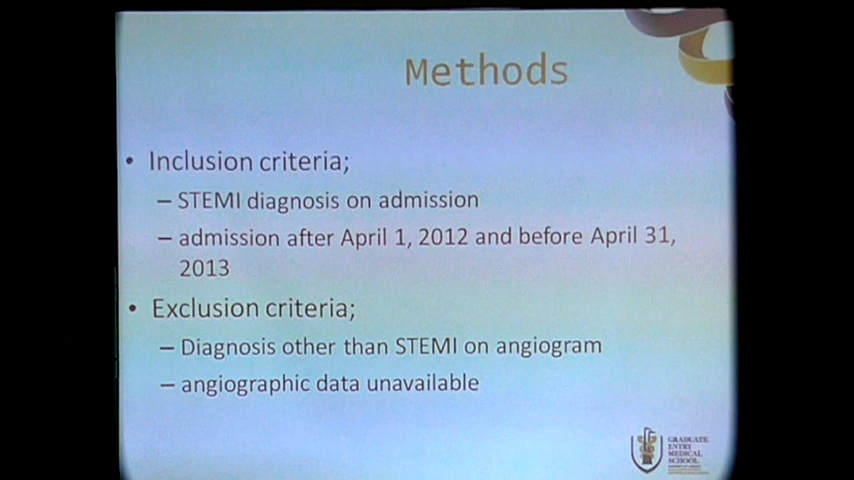 Methods
• Inclusion criteria;
– STEMI diagnosis on admission
– admission after April 1, 2012 and before April 31,
2013
• Exclusion criteria;
– Diagnosis other than STEMI on angiogram
– angiographic data unavailable
GRADUATE
ENTRY
MEDICAL
SCHOOL